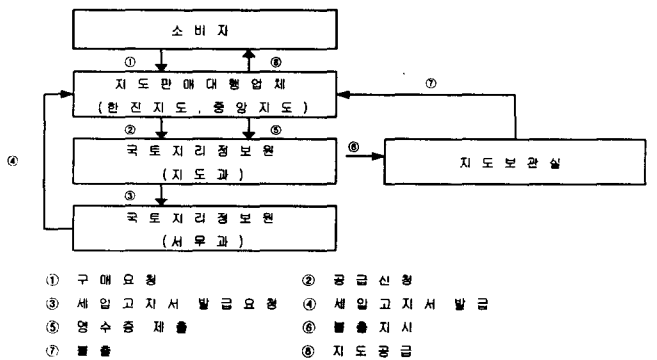 소비자
① ⑧
지도판매대행업체
(한진지도, 중앙지도)
⑦
② ⑤
국토지리정보원
(지도과)
⑥
지도보관실
④
③
국토지리정보원
(서무과)
① 구매요청 ② 공급신청
③ 세입고지서 발급요청 ④ 세입고지서 발급
⑤ 영수증 제출 ⑥ 불출지시
⑦ 불출 ⑧ 지도공급